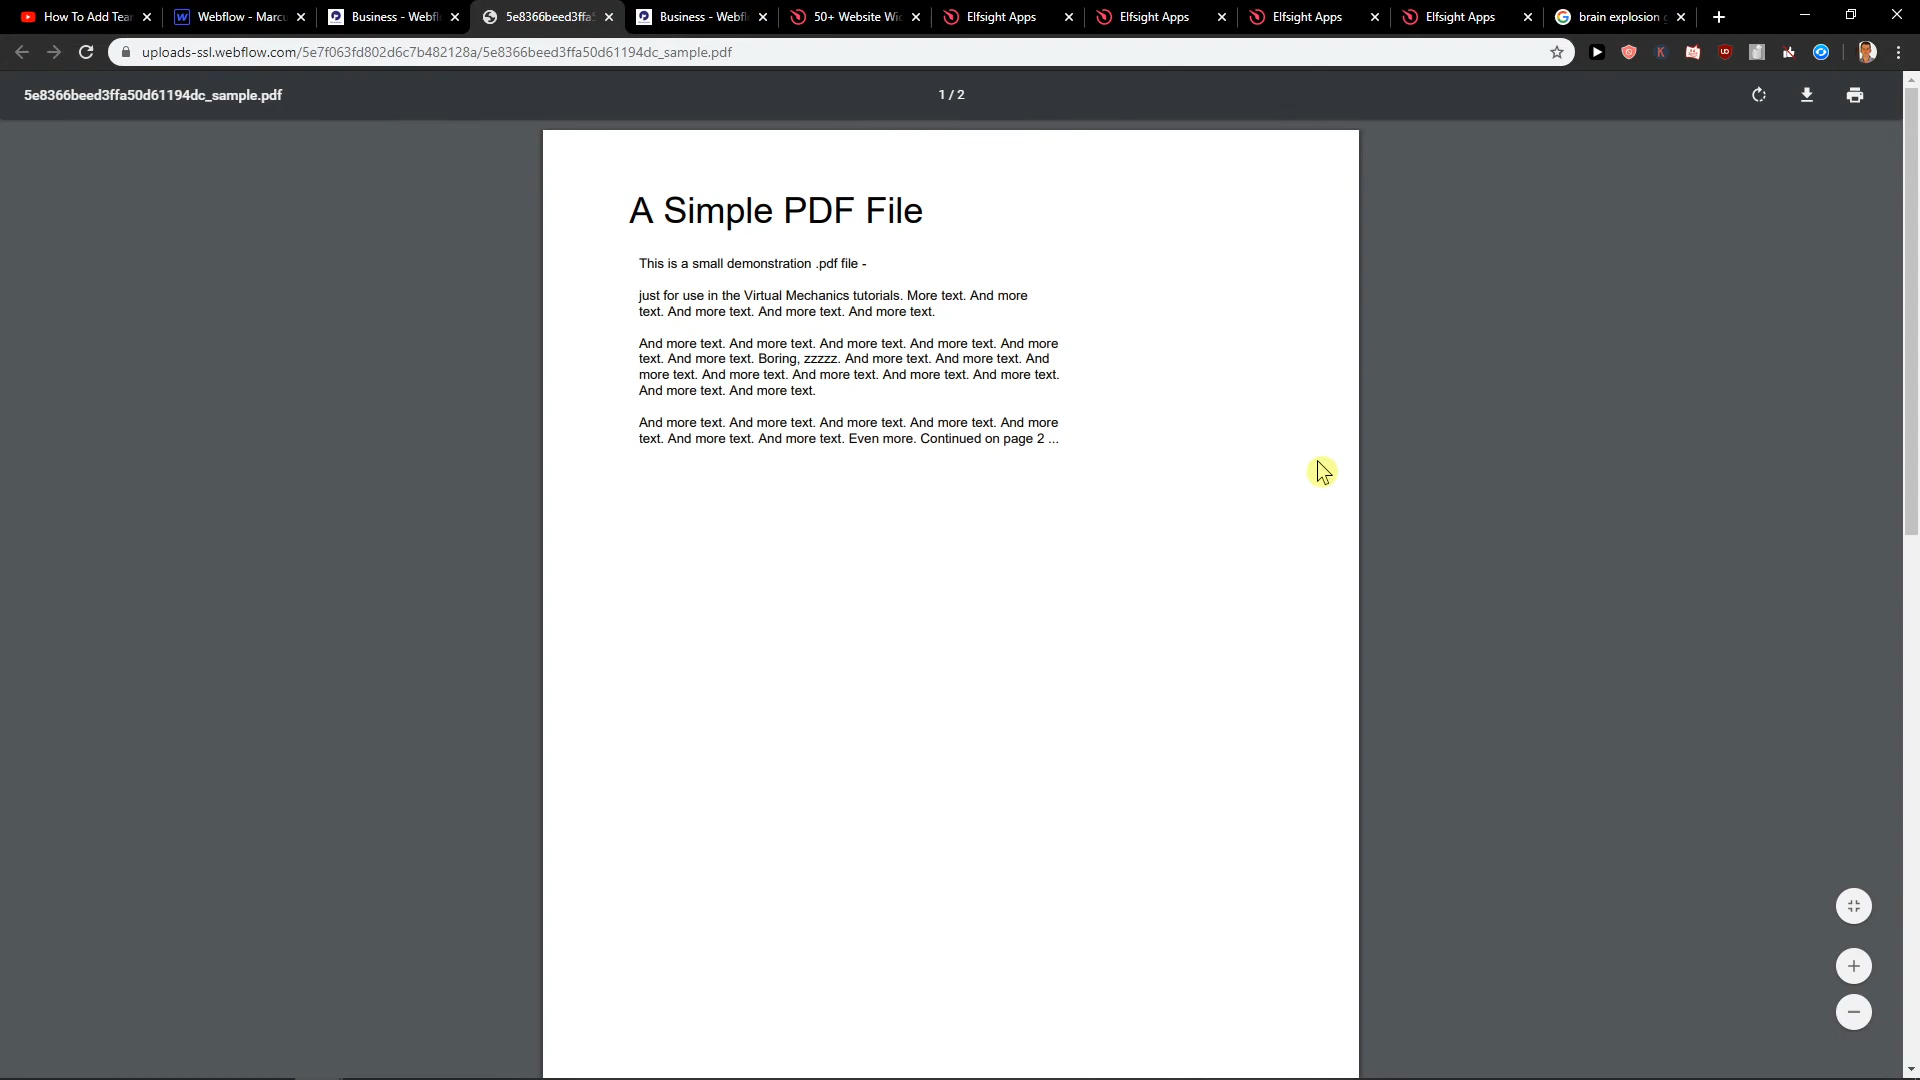 How To Add Tea
Webflow - Marcu
Business - Webfl
5e8366beed3ffa5
Business - Webfl
50+ Website Wi
Elfsight Apps
Elfsight Apps
Elfsight Apps
Elfsight Apps
brain explosion g
uploads-ssl.webflow.com/5e7f063fd802d6c7b482128a/5e8366beed3ffa50d61194dc_sample.pdf
5e8366beed3ffa50d61194dc_sample.pdf
1 / 2
A Simple PDF File
This is a small demonstration .pdf file -
just for use in the Virtual Mechanics tutorials. More text. And more
text. And more text. And more text. And more text.
And more text. And more text. And more text. And more text. And more
text. And more text. Boring, zzzzz. And more text. And more text. And
more text. And more text. And more text. And more text. And more text.
And more text. And more text.
And more text. And more text. And more text. And more text. And more
text. And more text. And more text. Even more. Continued on page 2 ...